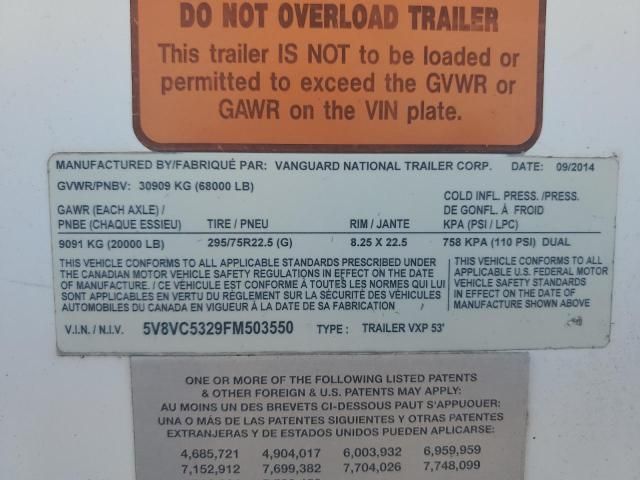 DO NOT OVERLOAD TRAILER
This trailer IS NOT to be loaded or
permitted to exceed the GVWR or
GAWR on the VIN plate.
MANUFACTURED BY/FABRIQUÉ PAR: VANGUARD NATIONAL TRAILER CORP. DATE: 09/2014
GVWR/PNBV: 30909 KG (68000 LB)
COLD INFL. PRESS./PRESS.
GAWR (EACH AXLE) / DE GONFL. À FROID
PNBE (CHAQUE ESSIEU) TIRE / PNEU RIM / JANTE KPA (PSI / LPC)
9091 KG (20000 LB) 295/75R22.5 (G) 8.25 X 22.5 758 KPA (110 PSI) DUAL
THIS VEHICLE CONFORMS TO ALL APPLICABLE STANDARDS PRESCRIBED UNDER
THE CANADIAN MOTOR VEHICLE SAFETY REGULATIONS IN EFFECT ON THE DATE
OF MANUFACTURE. / CE VÉHICULE EST CONFORME À TOUTES LES NORMES QUI LUI
SONT APPLICABLES EN VERTU DU RÈGLEMENT SUR LA SÉCURITÉ DES VÉHICULES
AUTOMOBILES DU CANADA EN VIGUEUR À LA DATE DE SA FABRICATION
THIS VEHICLE CONFORMS TO ALL
APPLICABLE U.S. FEDERAL MOTOR
VEHICLE SAFETY STANDARDS
IN EFFECT ON THE DATE OF
MANUFACTURE SHOWN ABOVE
V.I.N. / N.I.V. 5V8VC5329FM503550 TYPE: TRAILER VXP 53'
ONE OR MORE OF THE FOLLOWING LISTED PATENTS
& OTHER FOREIGN & U.S. PATENTS MAY APPLY:
AU MOINS UN DES BREVETS CI-DESSOUS PAUT S'APPUOUER:
UNA O MÁS DE LAS PATENTES SIGUIENTES Y OTRAS PATENTES
EXTRANJERAS Y DE ESTADOS UNIDOS PUEDEN APLICARSE:
4,685,721 4,904,017 6,003,932 6,959,959
7,152,912 7,699,382 7,704,026 7,748,099